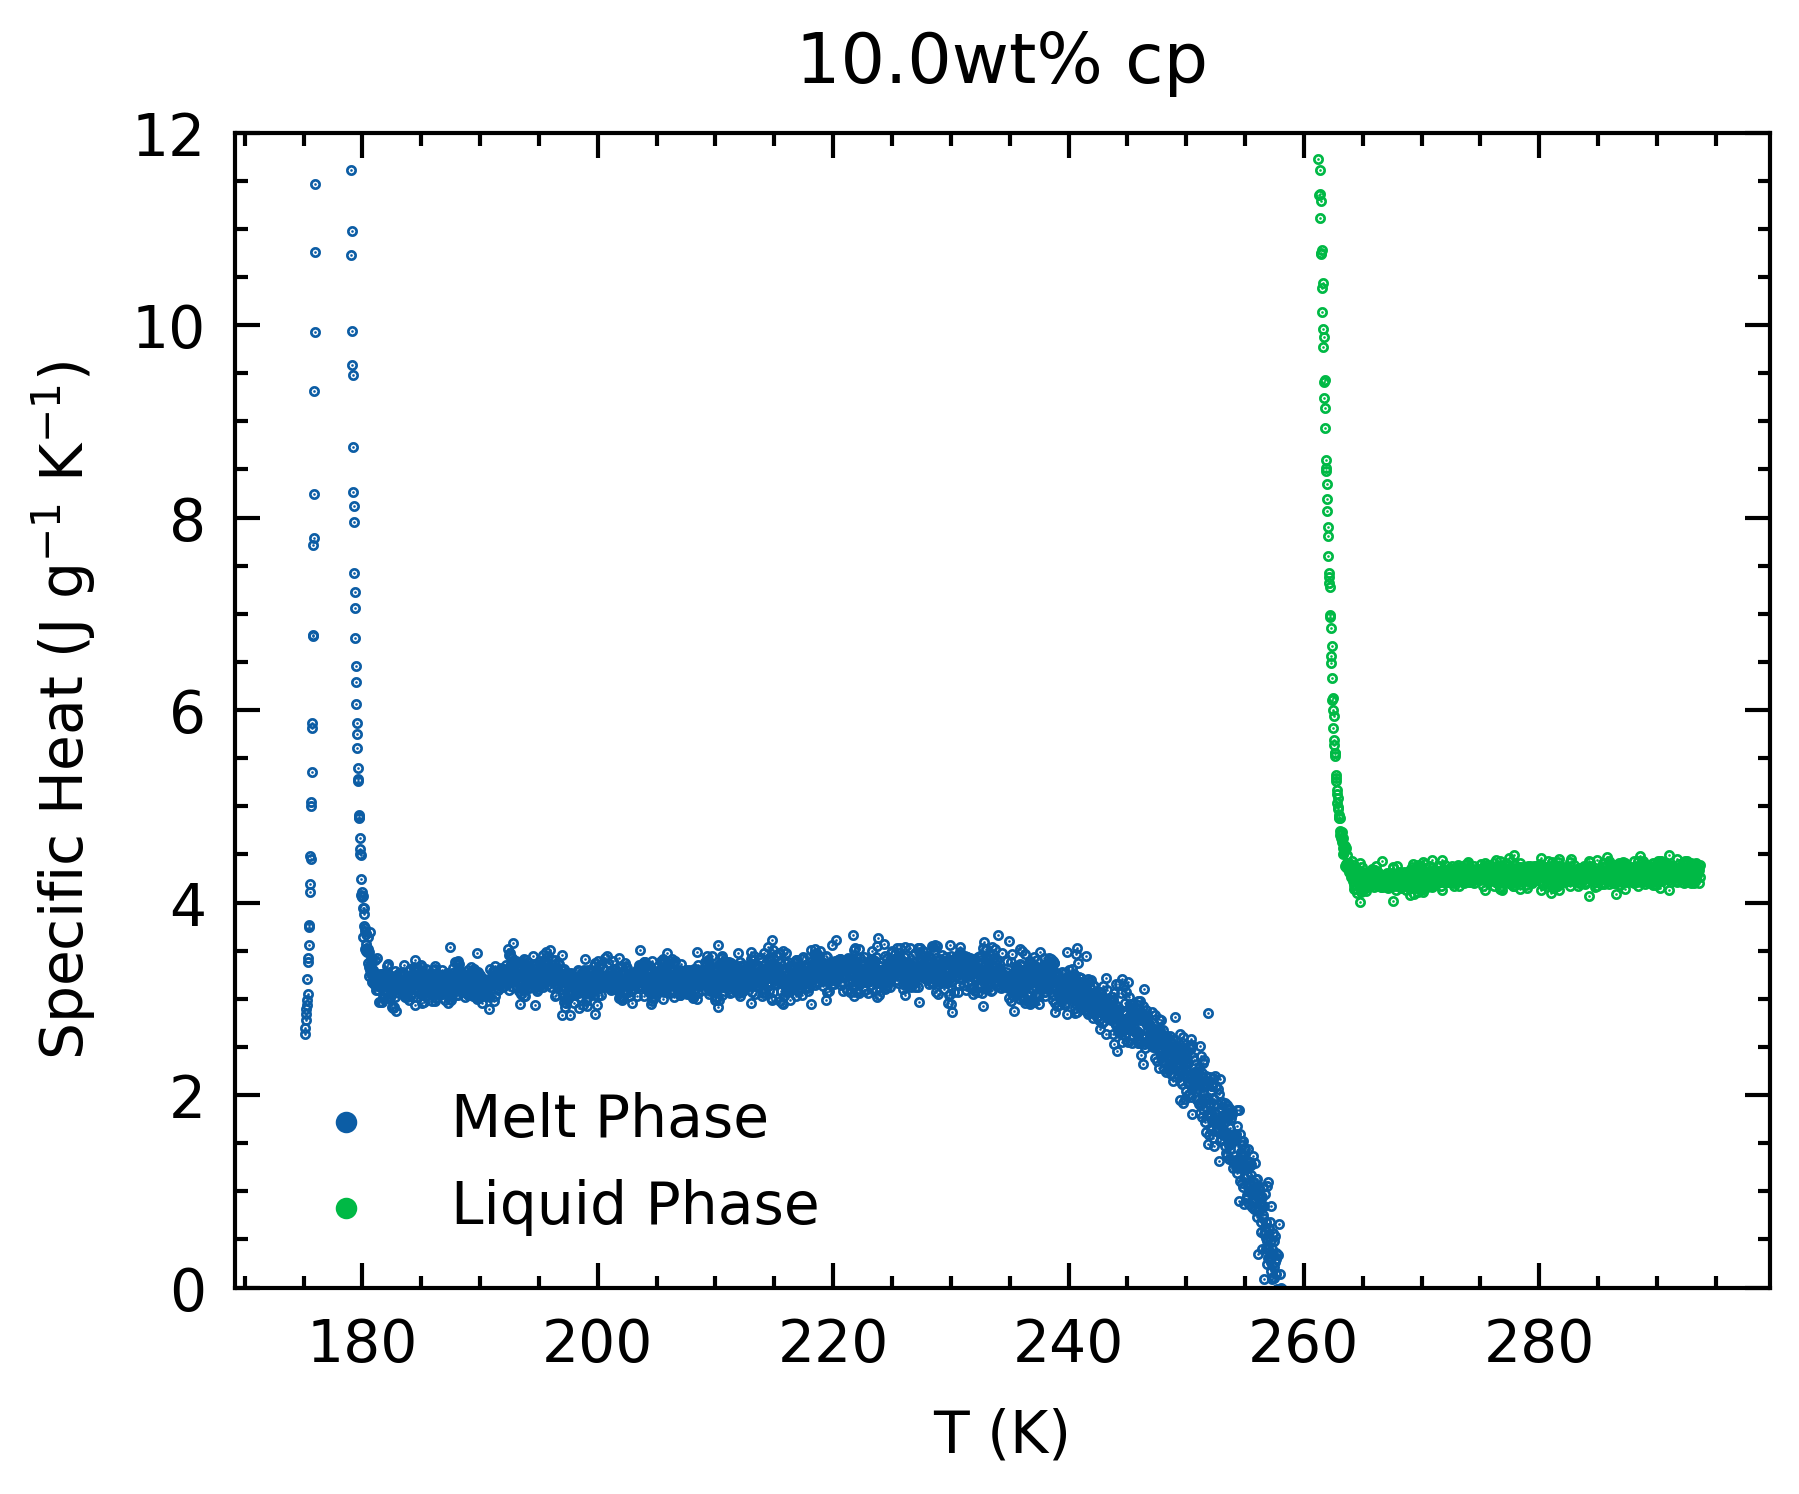 10.0wt% cp
12
10
8
6
4
2
0
Specific Heat (J g⁻¹ K⁻¹)
Melt Phase
Liquid Phase
180 200 220 240 260 280
T (K)